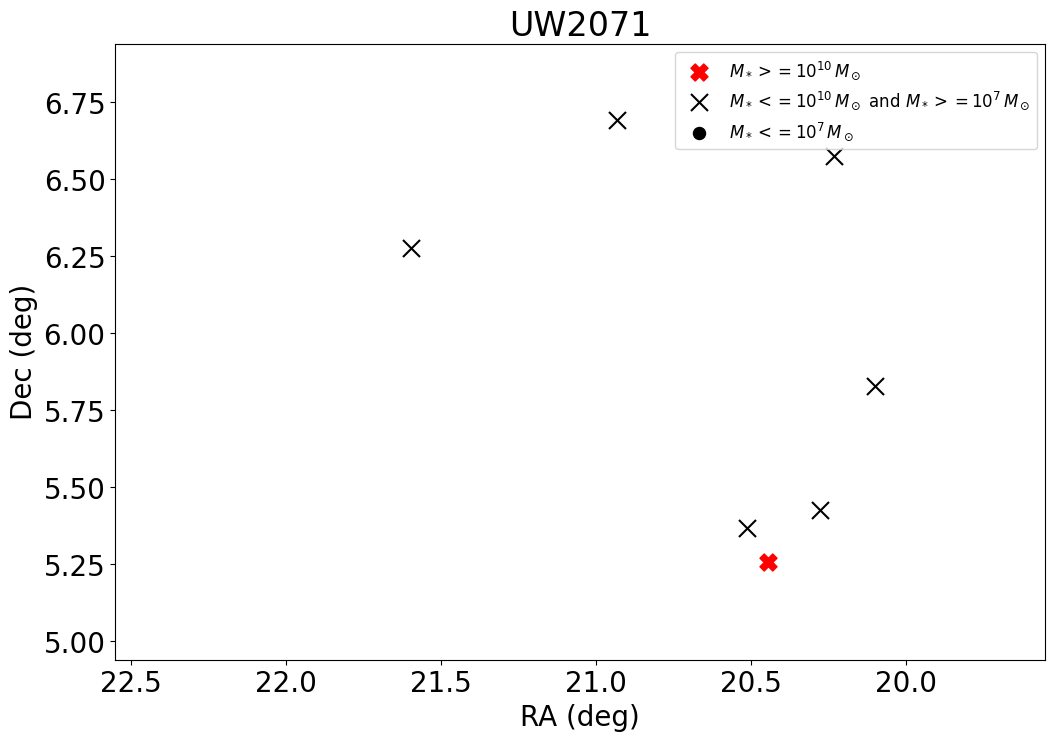 UW2071
M* >= 10^10 M⊙
M* <= 10^10 M⊙ and M* >= 10^7 M⊙
M* <= 10^7 M⊙
6.75
6.50
6.25
6.00
5.75
5.50
5.25
5.00
Dec (deg)
22.5 22.0 21.5 21.0 20.5 20.0
RA (deg)